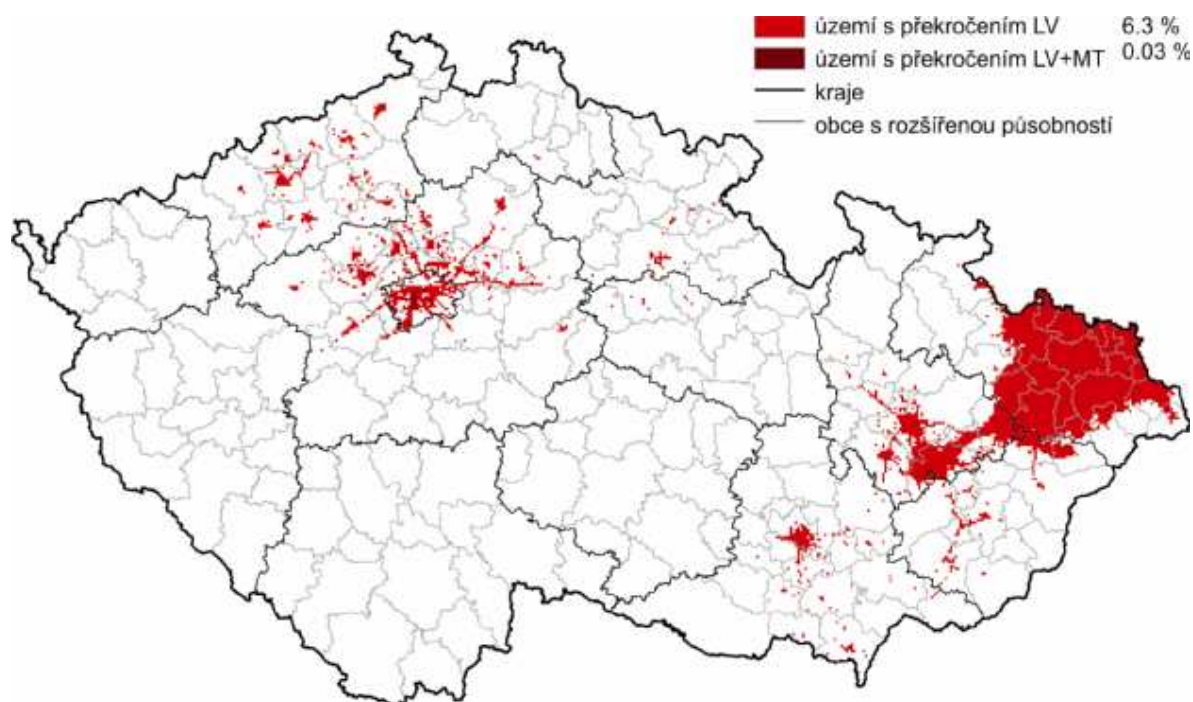 území s překročením LV 6.3 %
území s překročením LV+MT 0.03 %
kraje
obce s rozšířenou působností